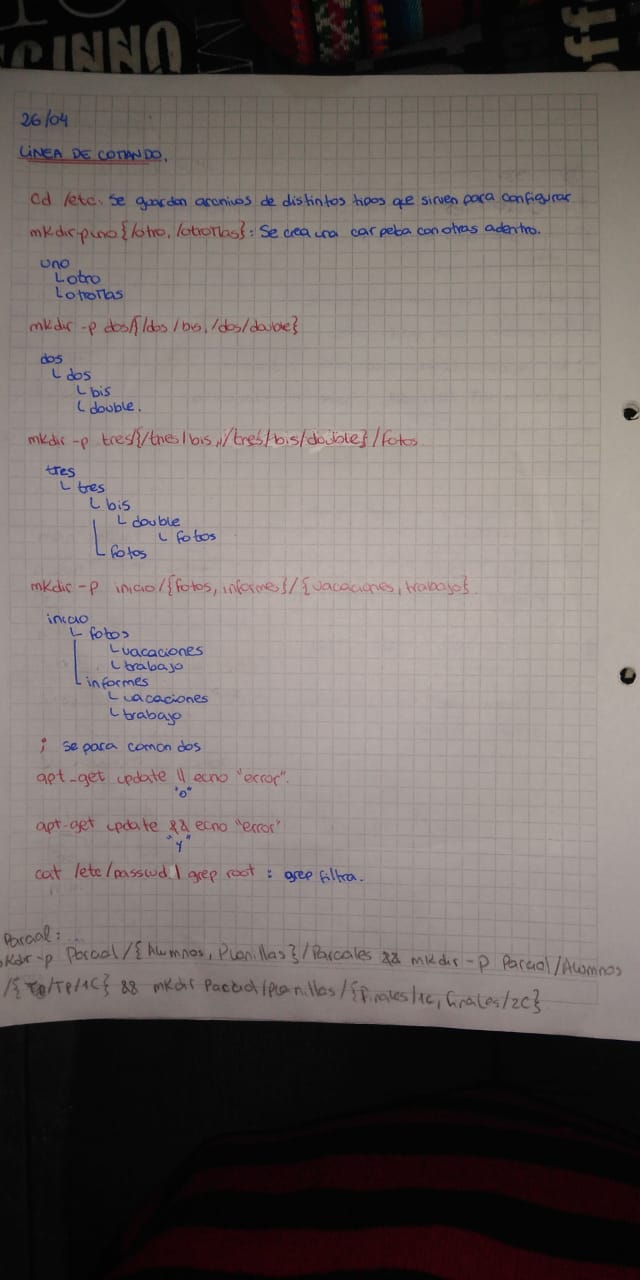 CINNU
off
26/04
LINEA DE COMANDO.
cd /etc. Se guardan archivos de distintos tipos que sirven para configurar
mkdir-p uno{/otro, /otroMas}: Se crea una carpeta con otras adentro.
uno
└ otro
└ otroMas
mkdir -p dos/{/dos/bis, /dos/double}
dos
└ dos
└ bis
└ double.
mkdir -p tres/{/tres/bis, /tres/bis/double}/fotos
tres
└ tres
└ bis
└ double
└ fotos
└ fotos
mkdir -p inicio/{fotos, informes}/{vacaciones, trabajo}
inicio
└ fotos
└ vacaciones
└ trabajo
└ informes
└ vacaciones
└ trabajo
; separa comandos
apt-get update || echo "error".
"o"
apt-get update && echo "error"
"y"
cat /etc/passwd | grep root : grep filtra.
Parcial:
mkdir -p Parcial/{Alumnos, Planillas}/Parciales && mkdir -p Parcial/Alumnos
/TP/1C} && mkdir Parcial/Planillas/{Finales/1C, Finales/2C}